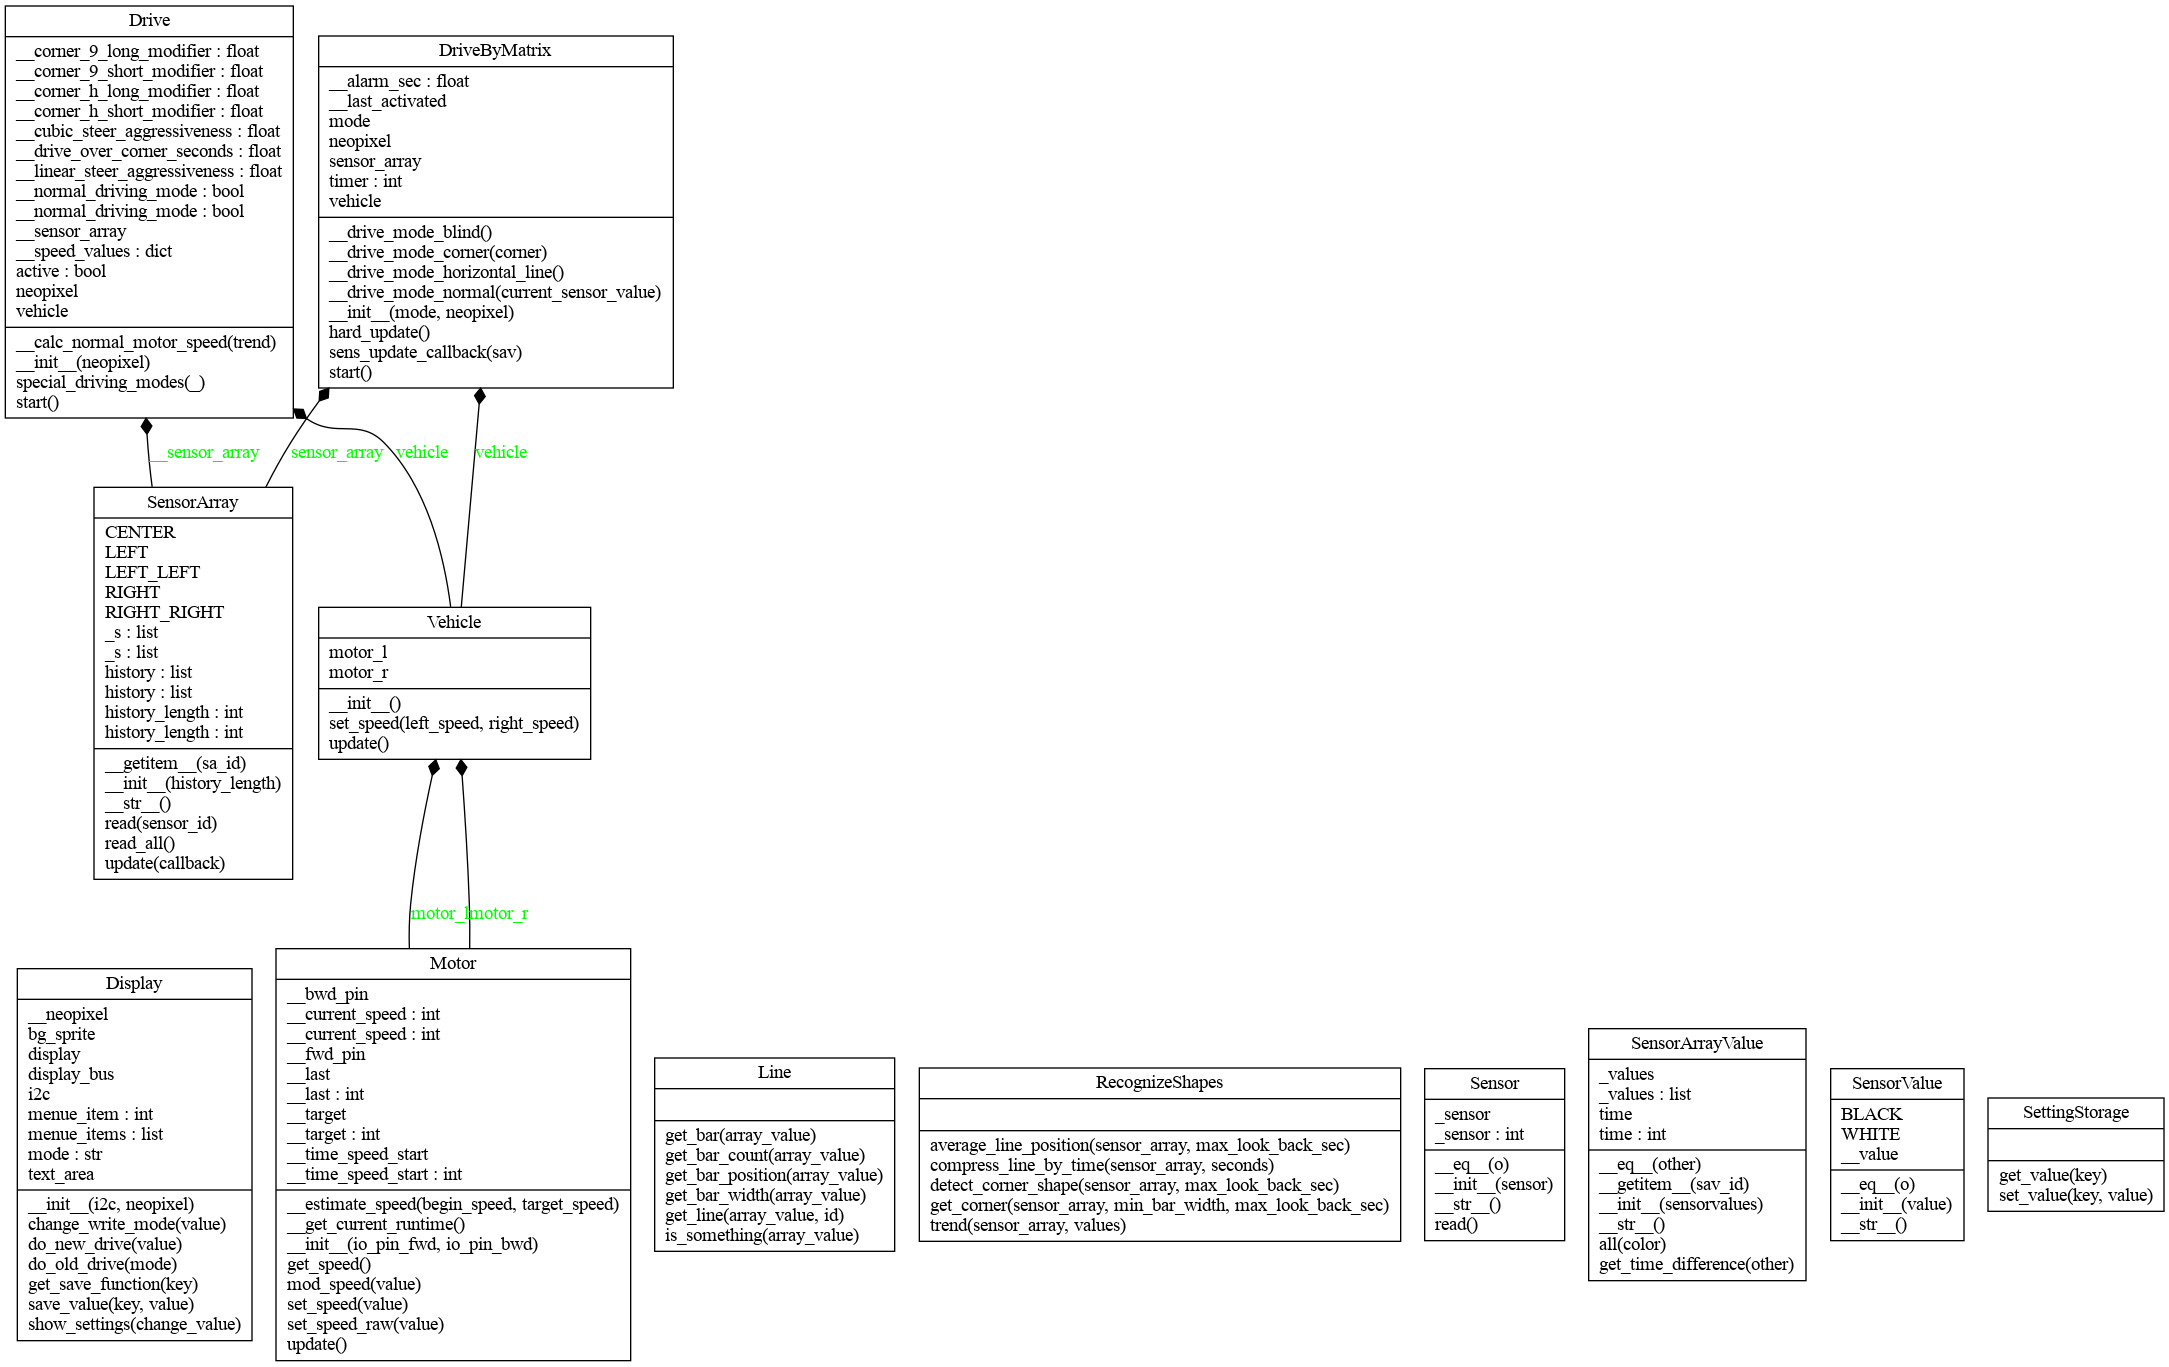 Drive
__corner_9_long_modifier : float
__corner_9_short_modifier : float
__corner_h_long_modifier : float
__corner_h_short_modifier : float
__cubic_steer_aggressiveness : float
__drive_over_corner_seconds : float
__linear_steer_aggressiveness : float
__normal_driving_mode : bool
__normal_driving_mode : bool
__sensor_array
__speed_values : dict
active : bool
neopixel
vehicle
__calc_normal_motor_speed(trend)
__init__(neopixel)
special_driving_modes(_)
start()
DriveByMatrix
__alarm_sec : float
__last_activated
mode
neopixel
sensor_array
timer : int
vehicle
__drive_mode_blind()
__drive_mode_corner(corner)
__drive_mode_horizontal_line()
__drive_mode_normal(current_sensor_value)
__init__(mode, neopixel)
hard_update()
sens_update_callback(sav)
start()
__sensor_array
sensor_array
vehicle
vehicle
SensorArray
CENTER
LEFT
LEFT_LEFT
RIGHT
RIGHT_RIGHT
_s : list
_s : list
history : list
history : list
history_length : int
history_length : int
__getitem__(sa_id)
__init__(history_length)
__str__()
read(sensor_id)
read_all()
update(callback)
Vehicle
motor_l
motor_r
__init__()
set_speed(left_speed, right_speed)
update()
motor_l
motor_r
Display
__neopixel
bg_sprite
display
display_bus
i2c
menue_item : int
menue_items : list
mode : str
text_area
__init__(i2c, neopixel)
change_write_mode(value)
do_new_drive(value)
do_old_drive(mode)
get_save_function(key)
save_value(key, value)
show_settings(change_value)
Motor
__bwd_pin
__current_speed : int
__current_speed : int
__fwd_pin
__last
__last : int
__target
__target : int
__time_speed_start
__time_speed_start : int
__estimate_speed(begin_speed, target_speed)
__get_current_runtime()
__init__(io_pin_fwd, io_pin_bwd)
get_speed()
mod_speed(value)
set_speed(value)
set_speed_raw(value)
update()
Line
get_bar(array_value)
get_bar_count(array_value)
get_bar_position(array_value)
get_bar_width(array_value)
get_line(array_value, id)
is_something(array_value)
RecognizeShapes
average_line_position(sensor_array, max_look_back_sec)
compress_line_by_time(sensor_array, seconds)
detect_corner_shape(sensor_array, max_look_back_sec)
get_corner(sensor_array, min_bar_width, max_look_back_sec)
trend(sensor_array, values)
Sensor
_sensor
_sensor : int
__eq__(o)
__init__(sensor)
__str__()
read()
SensorArrayValue
_values
_values : list
time
time : int
__eq__(other)
__getitem__(sav_id)
__init__(sensorvalues)
__str__()
all(color)
get_time_difference(other)
SensorValue
BLACK
WHITE
__value
__eq__(o)
__init__(value)
__str__()
SettingStorage
get_value(key)
set_value(key, value)